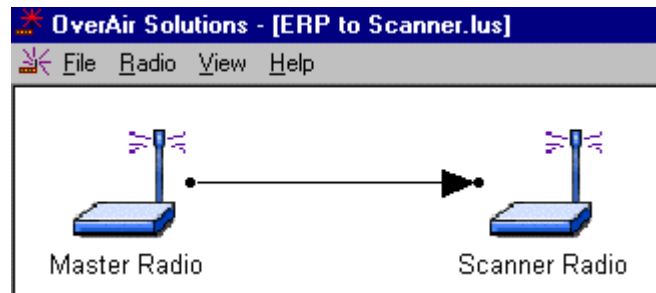 OverAir Solutions - [ERP to Scanner.lus]
File Radio View Help
Master Radio Scanner Radio